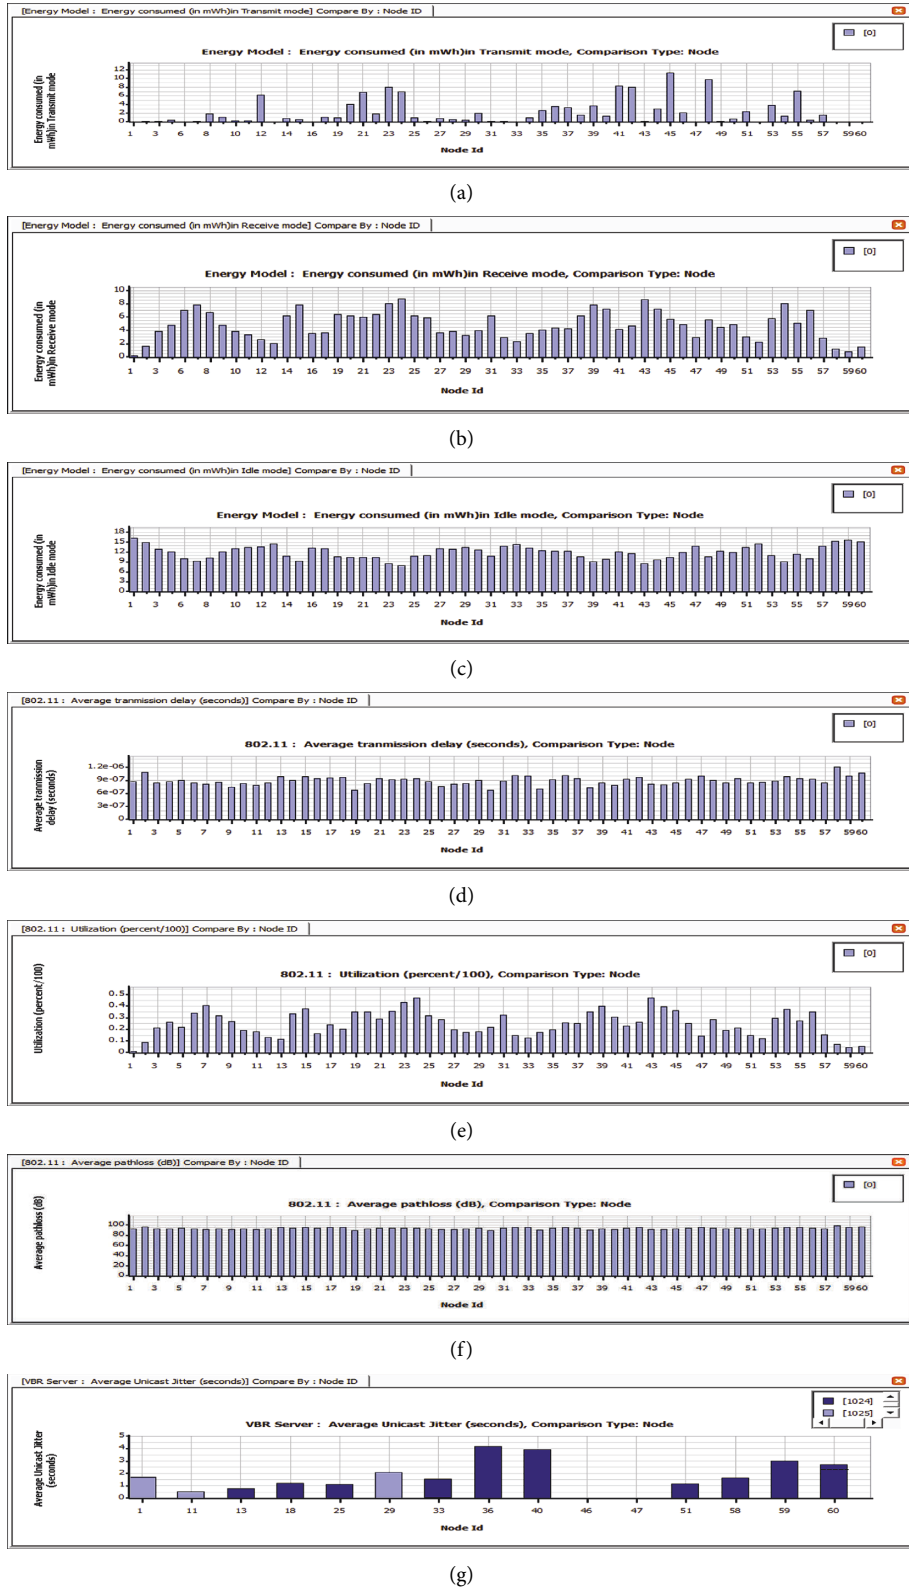 [Energy Model : Energy consumed (in mWh)in Transmit mode] Compare By : Node ID
[0]
Energy Model : Energy consumed (in mWh)in Transmit mode, Comparison Type: Node
Energy consumed (in
mWh)in Transmit mode
12
10
8
6
4
2
0
1 3 4 6 8 10 12 14 16 18 20 21 23 25 27 29 31 33 35 37 39 41 43 45 47 49 51 53 55 57 59 60
Node Id
(a)
[Energy Model : Energy consumed (in mWh)in Receive mode] Compare By : Node ID
[0]
Energy Model : Energy consumed (in mWh)in Receive mode, Comparison Type: Node
Energy consumed (in
mWh)in Receive mode
10
8
6
4
2
0
1 3 4 6 8 10 12 14 16 19 21 23 25 27 29 31 33 35 37 39 41 43 45 47 49 51 53 55 57 59 60
Node Id
(b)
[Energy Model : Energy consumed (in mWh)in Idle mode] Compare By : Node ID
[0]
Energy Model : Energy consumed (in mWh)in Idle mode, Comparison Type: Node
Energy consumed (in
mWh)in Idle mode
18
15
12
9
6
3
0
1 3 4 6 8 10 12 14 16 19 21 23 25 27 29 31 33 35 37 39 41 43 45 47 49 51 53 55 57 59 60
Node Id
(c)
[802.11 : Average tranmission delay (seconds)] Compare By : Node ID
[0]
802.11 : Average tranmission delay (seconds), Comparison Type: Node
Average tranmission
delay (seconds)
1.2e-06
9e-07
6e-07
3e-07
0
1 3 5 7 9 11 13 15 17 19 21 23 25 27 29 31 33 35 37 39 41 43 45 47 49 51 53 55 57 59 60
Node Id
(d)
[802.11 : Utilization (percent/100)] Compare By : Node ID
[0]
802.11 : Utilization (percent/100), Comparison Type: Node
Utilization (percent/100)
0.5
0.4
0.3
0.2
0.1
0
1 3 5 7 9 11 13 15 17 19 21 23 25 27 29 31 33 35 37 39 41 43 45 47 49 51 53 55 57 59 60
Node Id
(e)
[802.11 : Average pathloss (dB)] Compare By : Node ID
[0]
802.11 : Average pathloss (dB), Comparison Type: Node
Average pathloss (dB)
100
80
60
40
20
0
1 3 5 7 9 11 13 15 17 19 21 23 25 27 29 31 33 35 37 39 41 43 45 47 49 51 53 55 57 59 60
Node Id
(f)
[VBR Server : Average Unicast Jitter (seconds)] Compare By : Node ID
[1024]
[1025]
VBR Server : Average Unicast Jitter (seconds), Comparison Type: Node
Average Unicast Jitter
(seconds)
5
4
3
2
1
0
1 11 13 18 25 29 33 36 40 46 47 51 58 59 60
Node Id
(g)